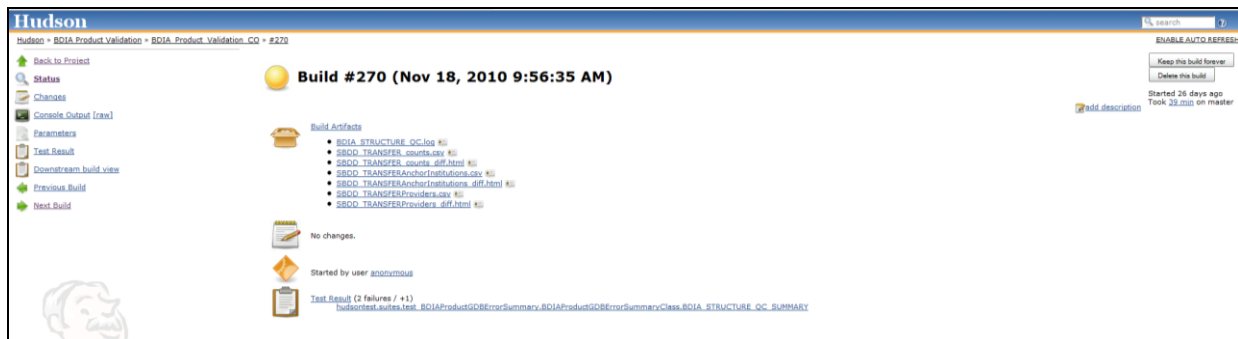 Hudson
search
Hudson » BDIA Product Validation » BDIA_Product_Validation_CO » #270
ENABLE AUTO REFRESH
Back to Project
Status
Changes
Console Output [raw]
Parameters
Test Result
Downstream build view
Previous Build
Next Build
Build #270 (Nov 18, 2010 9:56:35 AM)
Keep this build forever
Delete this build
Started 26 days ago
Took 39 min on master
add description
Build Artifacts
BDIA_STRUCTURE_QC.log
SBDD_TRANSFER_counts.csv
SBDD_TRANSFER_counts_diff.html
SBDD_TRANSFERAnchorInstitutions.csv
SBDD_TRANSFERAnchorInstitutions_diff.html
SBDD_TRANSFERProviders.csv
SBDD_TRANSFERProviders_diff.html
No changes.
Started by user anonymous
Test Result (2 failures / +1)
hudsontest.suites.test_BDIAProductGDBErrorSummary.BDIAProductGDBErrorSummaryClass.BDIA_STRUCTURE_QC_SUMMARY